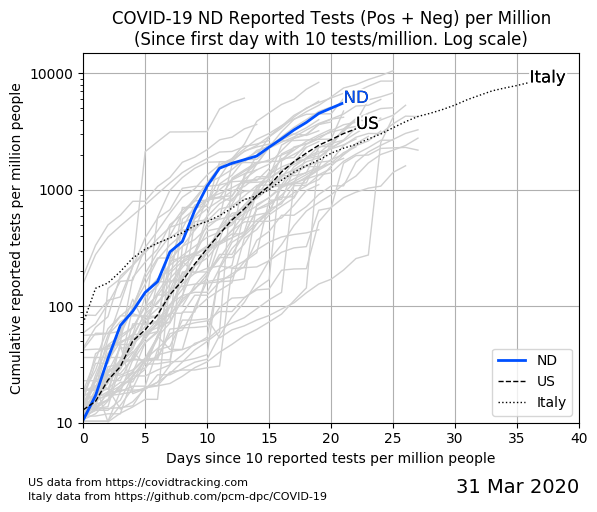 COVID-19 ND Reported Tests (Pos + Neg) per Million
(Since first day with 10 tests/million. Log scale)
Cumulative reported tests per million people
10000
1000
100
10
Italy
ND
US
ND
US
Italy
0 5 10 15 20 25 30 35 40
Days since 10 reported tests per million people
US data from https://covidtracking.com
Italy data from https://github.com/pcm-dpc/COVID-19
31 Mar 2020